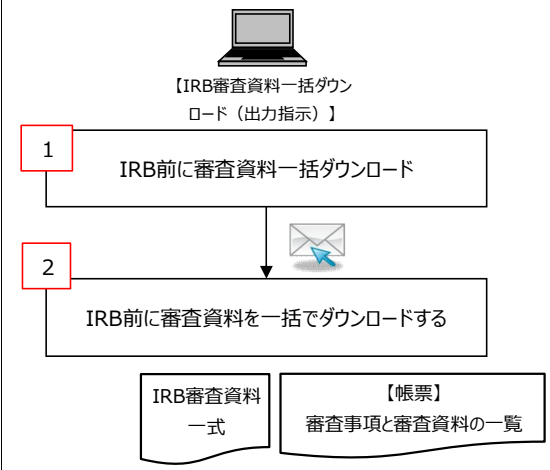 【IRB審査資料一括ダウン
ロード（出力指示）】
1
IRB前に審査資料一括ダウンロード
2
IRB前に審査資料を一括でダウンロードする
IRB審査資料
一式
【帳票】
審査事項と審査資料の一覧